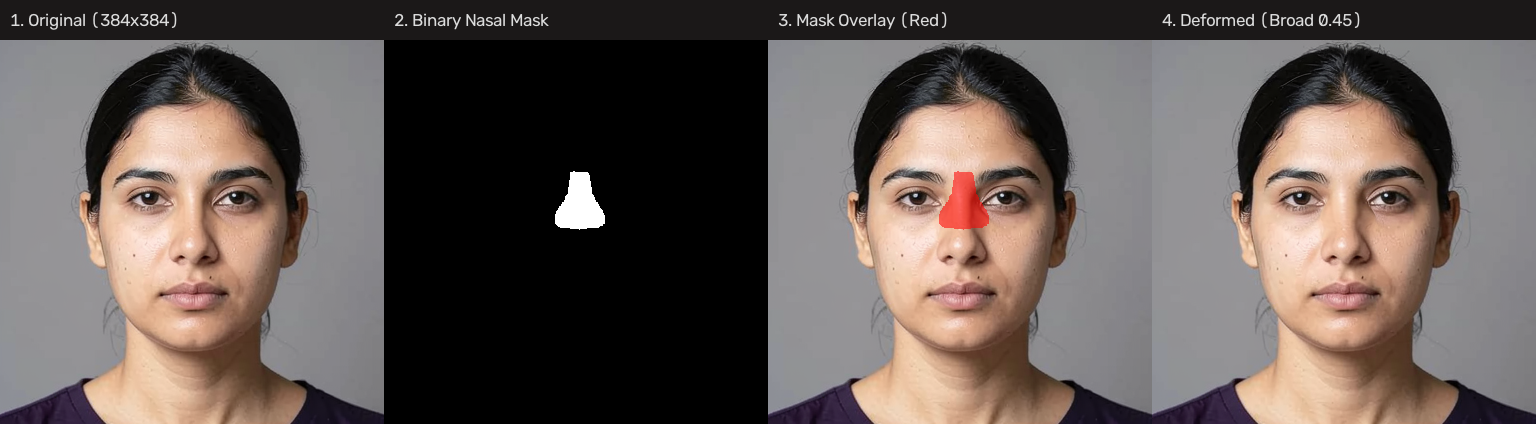 1. Original (384x384)
2. Binary Nasal Mask
3. Mask Overlay (Red)
4. Deformed (Broad 0.45)